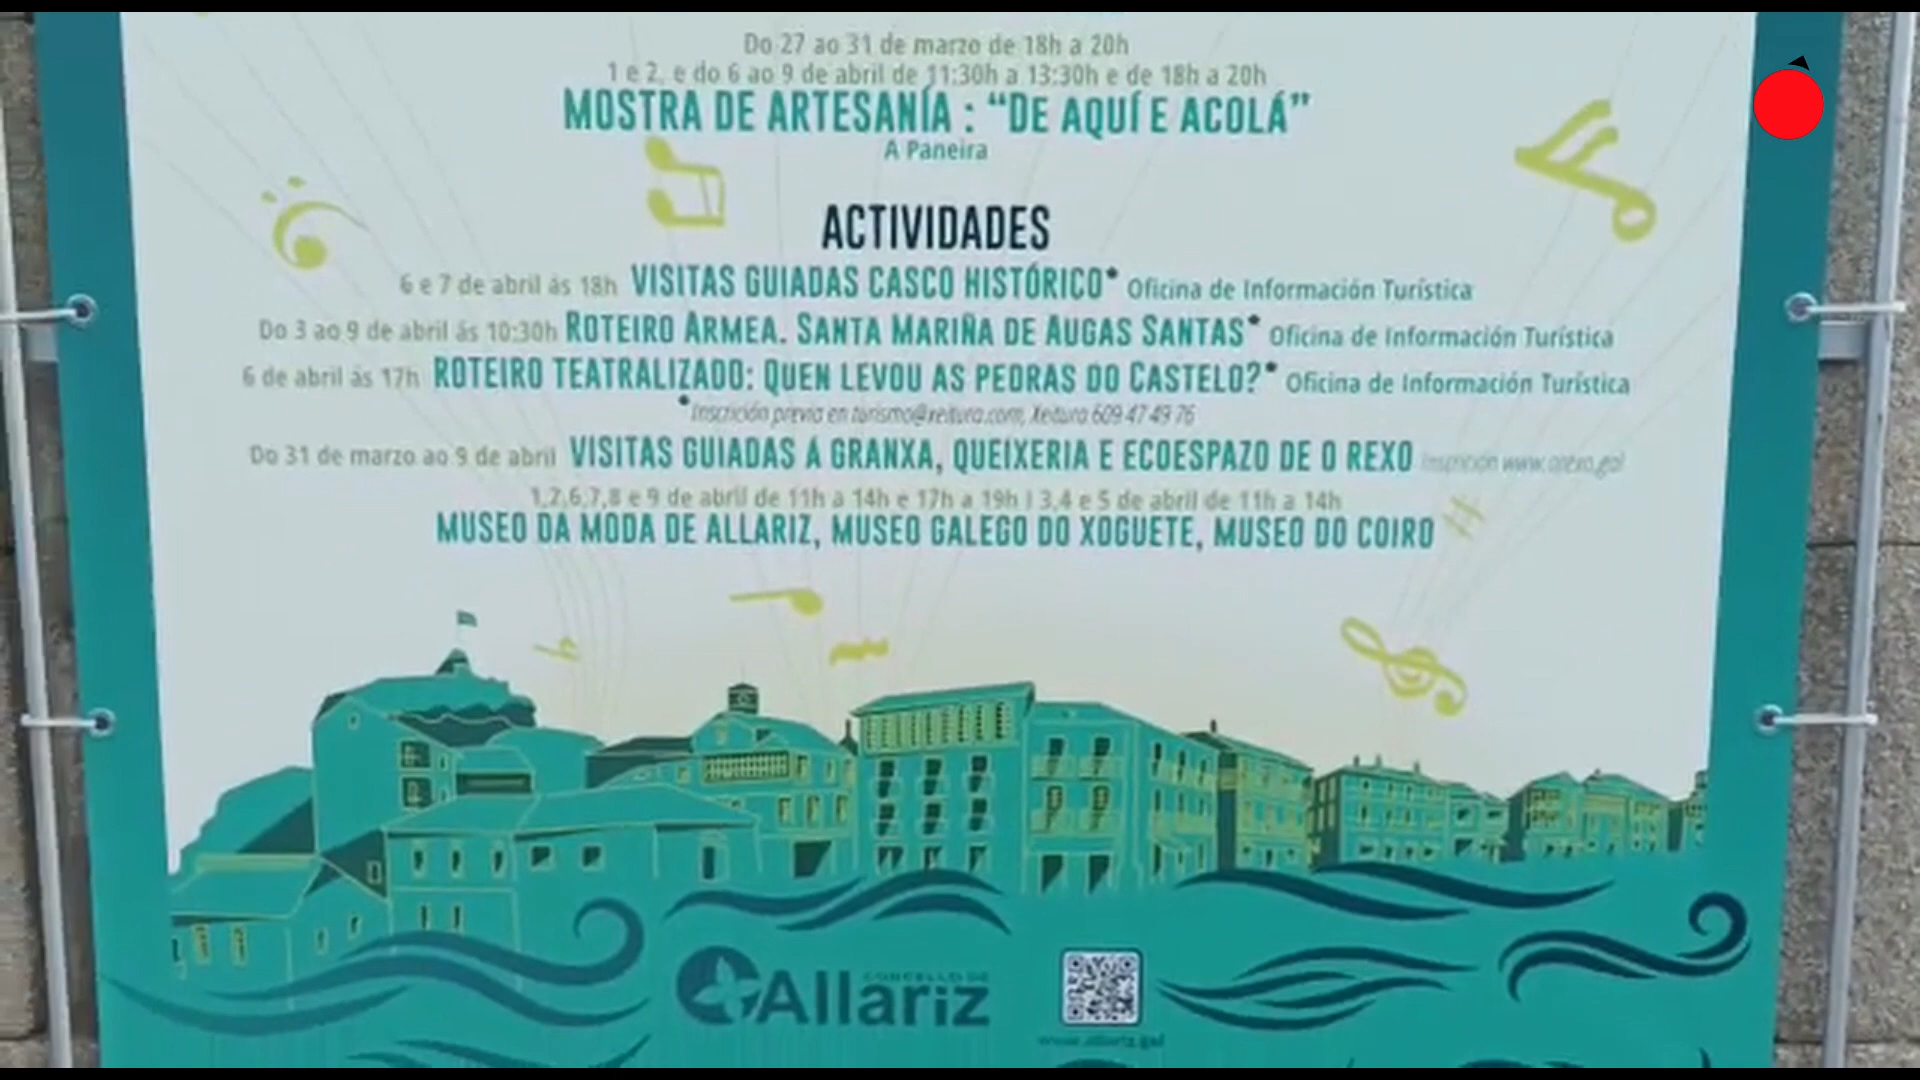 Do 27 ao 31 de marzo de 18h a 20h
1 e 2, e do 6 ao 9 de abril de 11:30h a 13:30h e de 18h a 20h
MOSTRA DE ARTESANÍA : “DE AQUÍ E ACOLÁ”
A Paneira
ACTIVIDADES
6 e 7 de abril ás 18h VISITAS GUIADAS CASCO HISTÓRICO* Oficina de Información Turística
Do 3 ao 9 de abril ás 10:30h ROTEIRO ARMEA. SANTA MARIÑA DE AUGAS SANTAS* Oficina de Información Turística
6 de abril ás 17h ROTEIRO TEATRALIZADO: QUEN LEVOU AS PEDRAS DO CASTELO?* Oficina de Información Turística
*Inscrición previa en turismo@xeitura.com, Xeitura 609 47 49 76
Do 31 de marzo ao 9 de abril VISITAS GUIADAS Á GRANXA, QUEIXERIA E ECOESPAZO DE O REXO Inscrición www.orexo.gal
1,2,6,7,8 e 9 de abril de 11h a 14h e 17h a 19h | 3,4 e 5 de abril de 11h a 14h
MUSEO DA MODA DE ALLARIZ, MUSEO GALEGO DO XOGUETE, MUSEO DO COIRO
CONCELLO DE
Allariz
www.allariz.gal